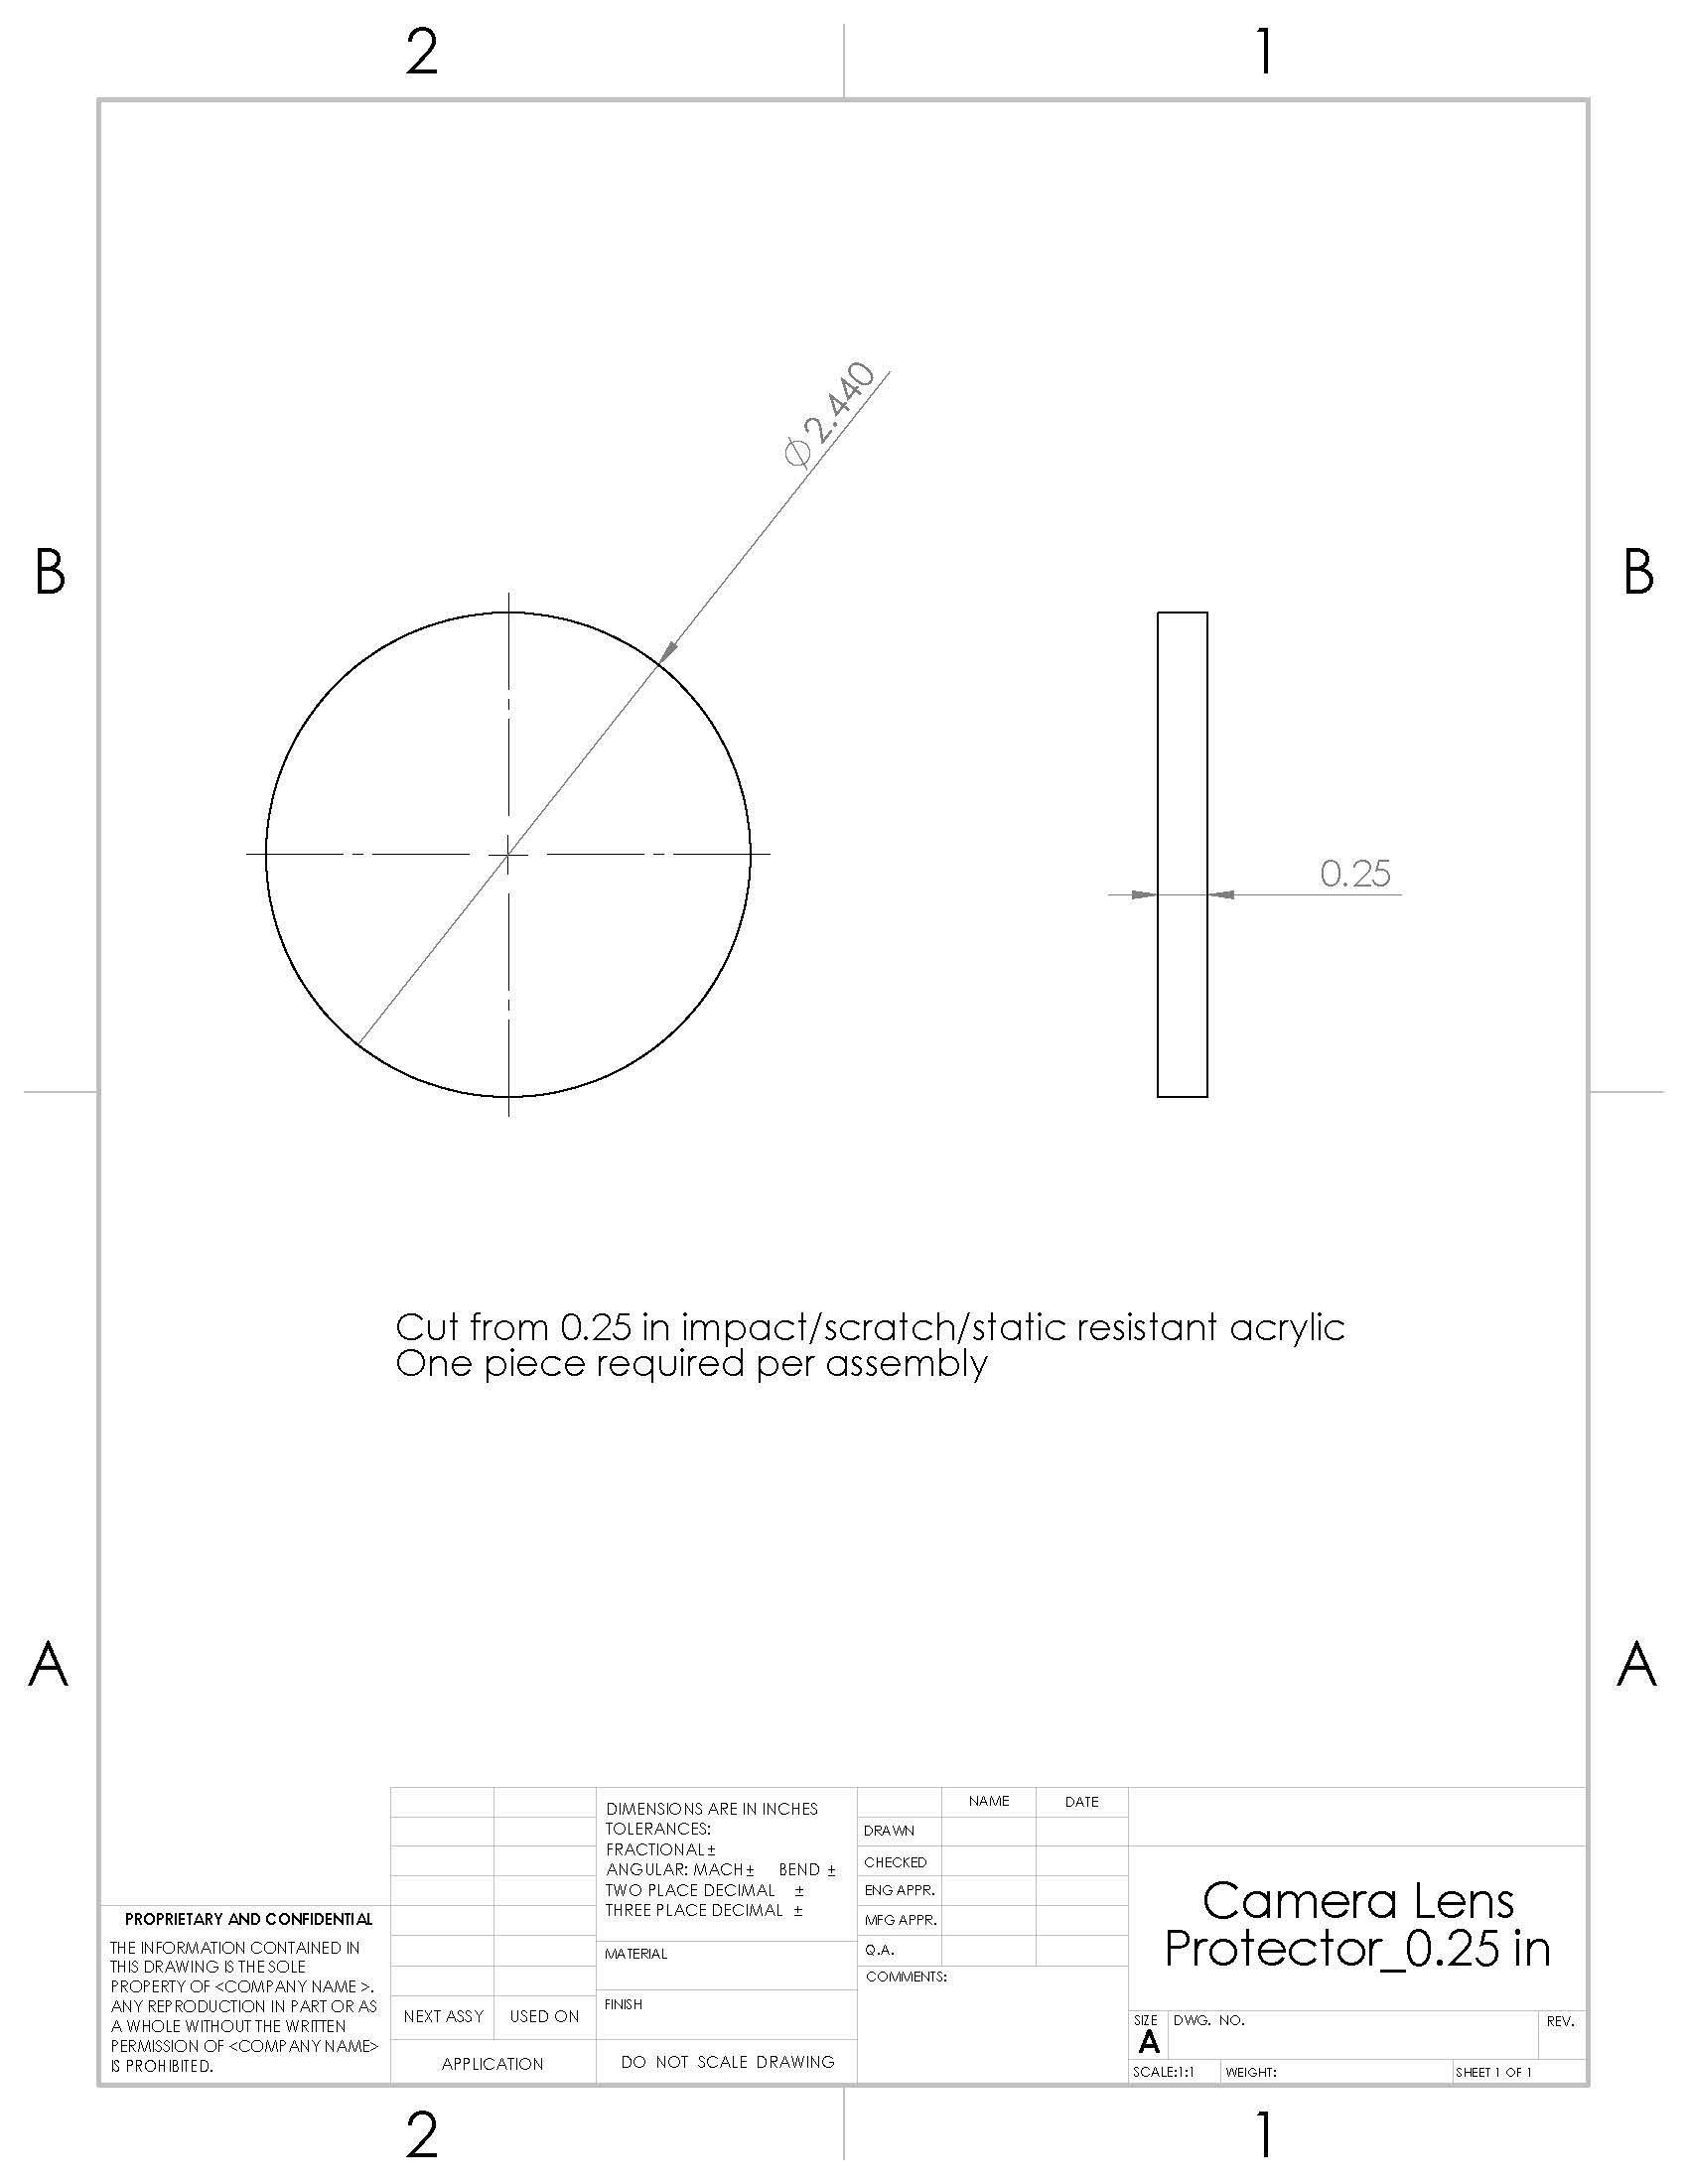 2 1
⌀2.440
B B
0.25
Cut from 0.25 in impact/scratch/static resistant acrylic
One piece required per assembly
A A
PROPRIETARY AND CONFIDENTIAL
THE INFORMATION CONTAINED IN
THIS DRAWING IS THE SOLE
PROPERTY OF <COMPANY NAME >.
ANY REPRODUCTION IN PART OR AS
A WHOLE WITHOUT THE WRITTEN
PERMISSION OF <COMPANY NAME>
IS PROHIBITED.
NEXT ASSY USED ON
APPLICATION
DIMENSIONS ARE IN INCHES
TOLERANCES:
FRACTIONAL ±
ANGULAR: MACH ± BEND ±
TWO PLACE DECIMAL ±
THREE PLACE DECIMAL ±
MATERIAL
FINISH
DO NOT SCALE DRAWING
NAME DATE
DRAWN
CHECKED
ENG APPR.
MFG APPR.
Q.A.
COMMENTS:
Camera Lens
Protector_0.25 in
SIZE DWG. NO. REV.
A
SCALE:1:1 WEIGHT: SHEET 1 OF 1
2 1